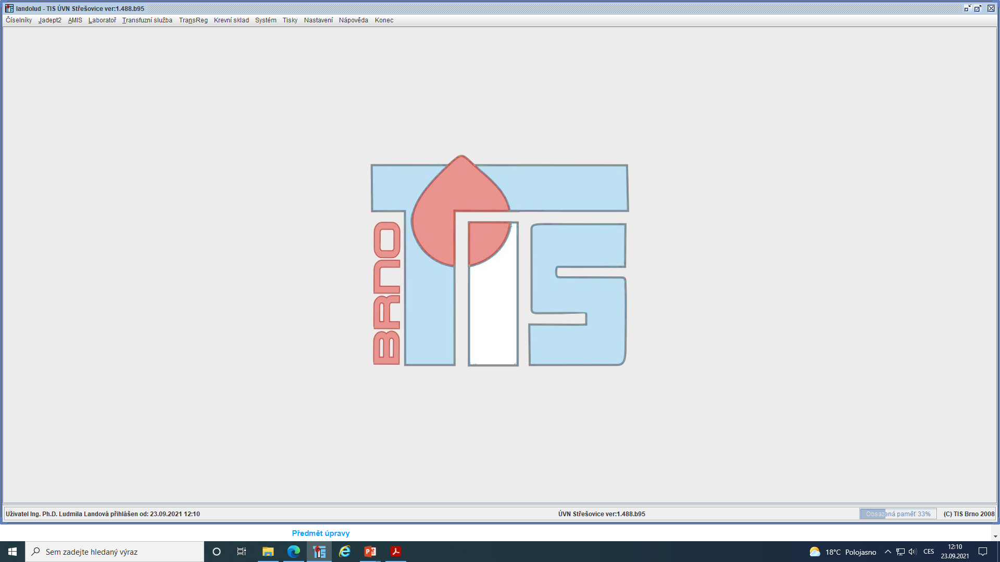 landolud - TIS ÚVN Střešovice ver:1.488.b95
Číselníky Jadept2 AMIS Laboratoř Transfuzní služba TransReg Krevní sklad Systém Tisky Nastavení Nápověda Konec
TIS
BRNO
Uživatel Ing. Ph.D. Ludmila Landová přihlášen od: 23.09.2021 12:10
ÚVN Střešovice ver:1.488.b95
Obsazená paměť 33%
(C) TIS Brno 2008
Předmět úpravy
Sem zadejte hledaný výraz
18°C Polojasno
CES
12:10
23.09.2021